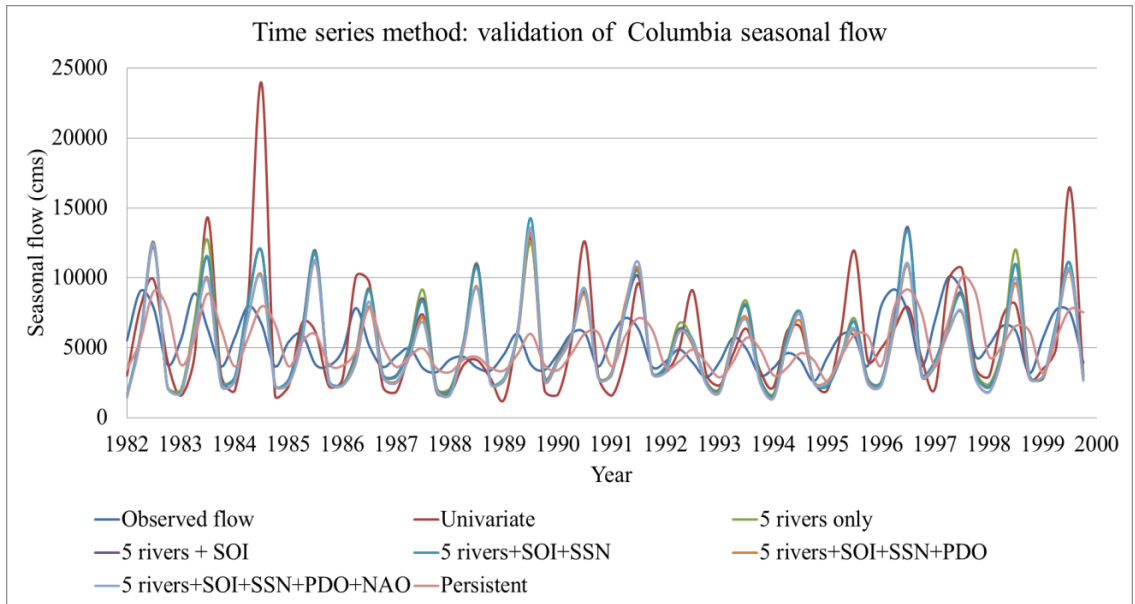 Time series method: validation of Columbia seasonal flow
25000
20000
15000
10000
5000
0
Seasonal flow (cms)
1982 1983 1984 1985 1986 1987 1988 1989 1990 1991 1992 1993 1994 1995 1996 1997 1998 1999 2000
Year
Observed flow Univariate 5 rivers only
5 rivers + SOI 5 rivers+SOI+SSN 5 rivers+SOI+SSN+PDO
5 rivers+SOI+SSN+PDO+NAO Persistent